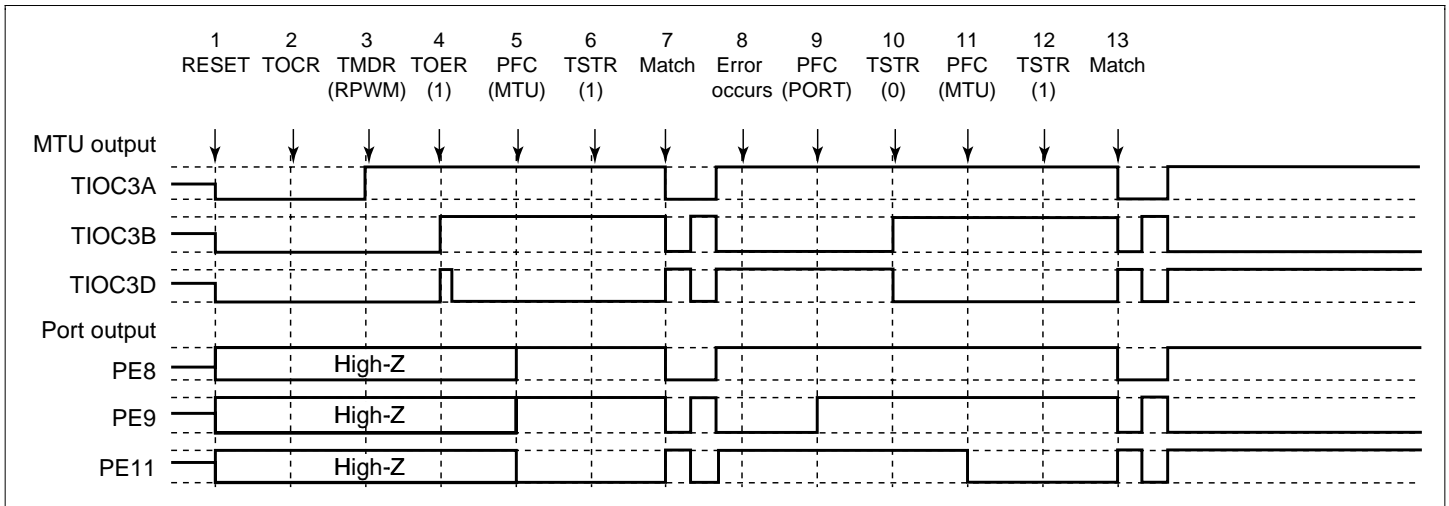 1 2 3 4 5 6 7 8 9 10 11 12 13
RESET TOCR TMDR TOER PFC TSTR Match Error PFC TSTR PFC TSTR Match
(RPWM) (1) (MTU) (1) occurs (PORT) (0) (MTU) (1)
MTU output
TIOC3A
TIOC3B
TIOC3D
Port output
PE8 High-Z
PE9 High-Z
PE11 High-Z